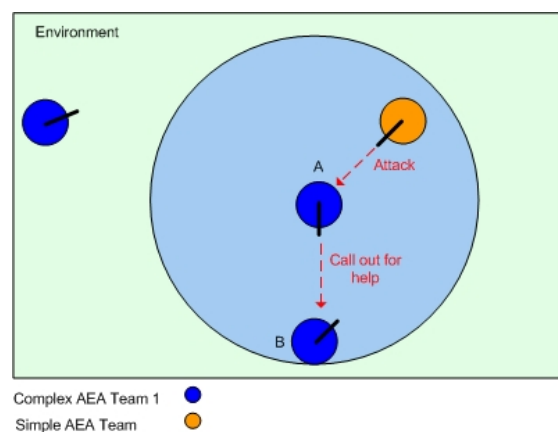 Environment
A
Attack
Call out for
help
B
Complex AEA Team 1
Simple AEA Team